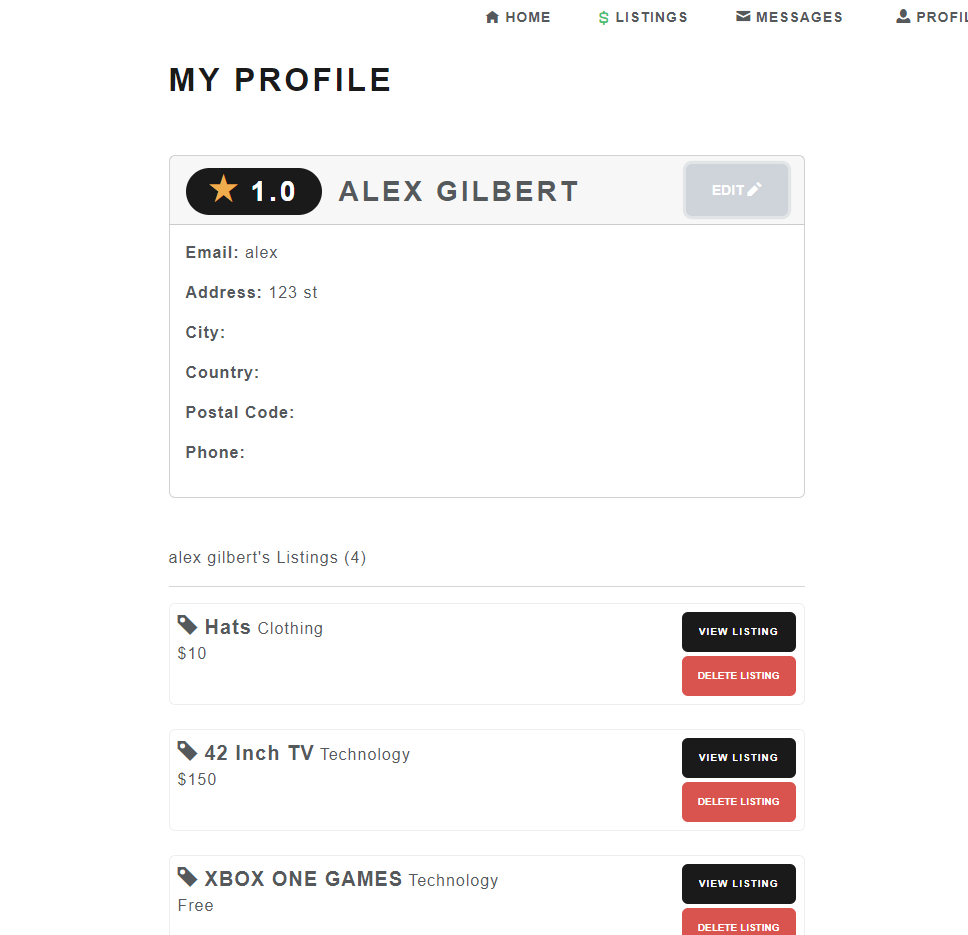 HOME $ LISTINGS MESSAGES PROFIL
MY PROFILE
1.0 ALEX GILBERT EDIT
Email: alex
Address: 123 st
City:
Country:
Postal Code:
Phone:
alex gilbert's Listings (4)
Hats Clothing
$10
VIEW LISTING
DELETE LISTING
42 Inch TV Technology
$150
VIEW LISTING
DELETE LISTING
XBOX ONE GAMES Technology
Free
VIEW LISTING
DELETE LISTING